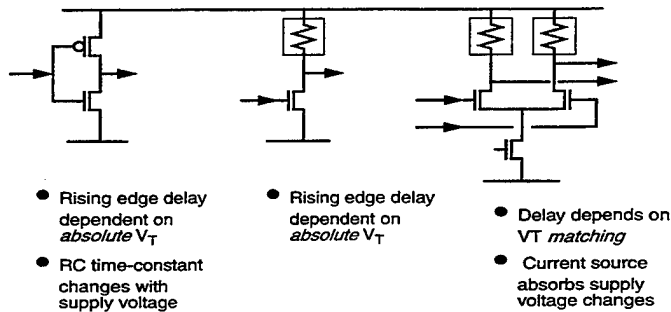 ● Rising edge delay
dependent on
absolute VT
● RC time-constant
changes with
supply voltage
● Rising edge delay
dependent on
absolute VT
● Delay depends on
VT matching
● Current source
absorbs supply
voltage changes